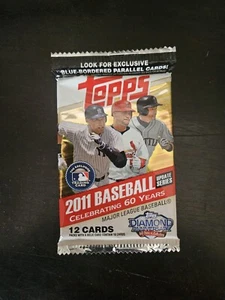 LOOK FOR EXCLUSIVE
BLUE-BORDERED PARALLEL CARDS!
Topps
2011 BASEBALL
UPDATE SERIES
CELEBRATING 60 YEARS
MAJOR LEAGUE BASEBALL®
12 CARDS
DIAMOND